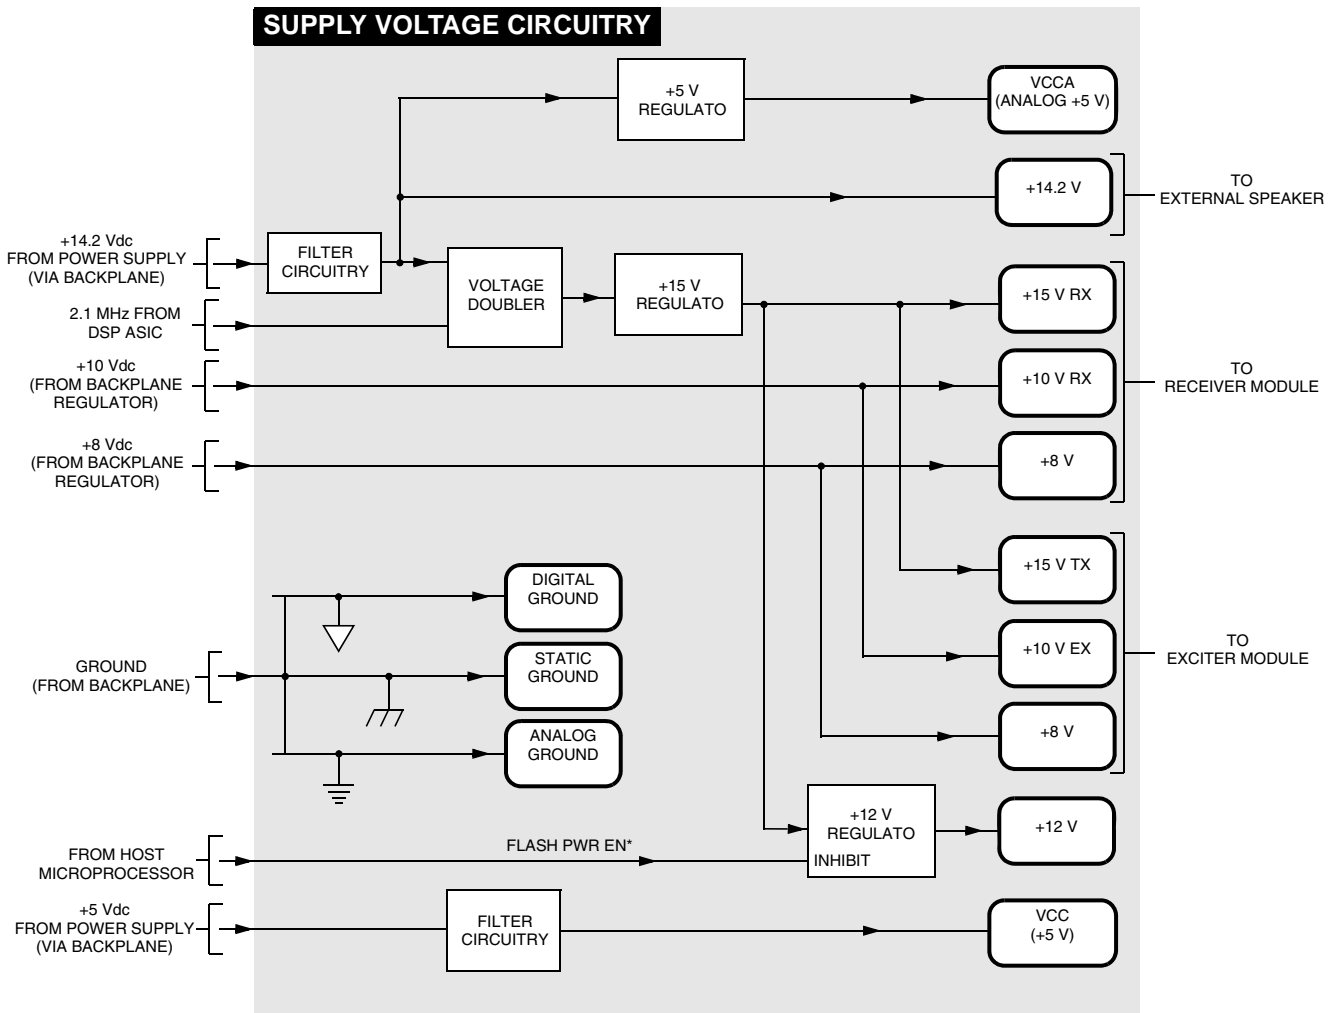 SUPPLY VOLTAGE CIRCUITRY
+5 V
REGULATO
VCCA
(ANALOG +5 V)
+14.2 V
TO
EXTERNAL SPEAKER
+14.2 Vdc
FROM POWER SUPPLY
(VIA BACKPLANE)
FILTER
CIRCUITRY
VOLTAGE
DOUBLER
+15 V
REGULATO
+15 V RX
2.1 MHz FROM
DSP ASIC
+10 Vdc
(FROM BACKPLANE
REGULATOR)
+10 V RX
TO
RECEIVER MODULE
+8 Vdc
(FROM BACKPLANE
REGULATOR)
+8 V
+15 V TX
DIGITAL
GROUND
GROUND
(FROM BACKPLANE)
STATIC
GROUND
+10 V EX
TO
EXCITER MODULE
ANALOG
GROUND
+8 V
+12 V
REGULATO
INHIBIT
+12 V
FROM HOST
MICROPROCESSOR
FLASH PWR EN*
+5 Vdc
FROM POWER SUPPLY
(VIA BACKPLANE)
FILTER
CIRCUITRY
VCC
(+5 V)